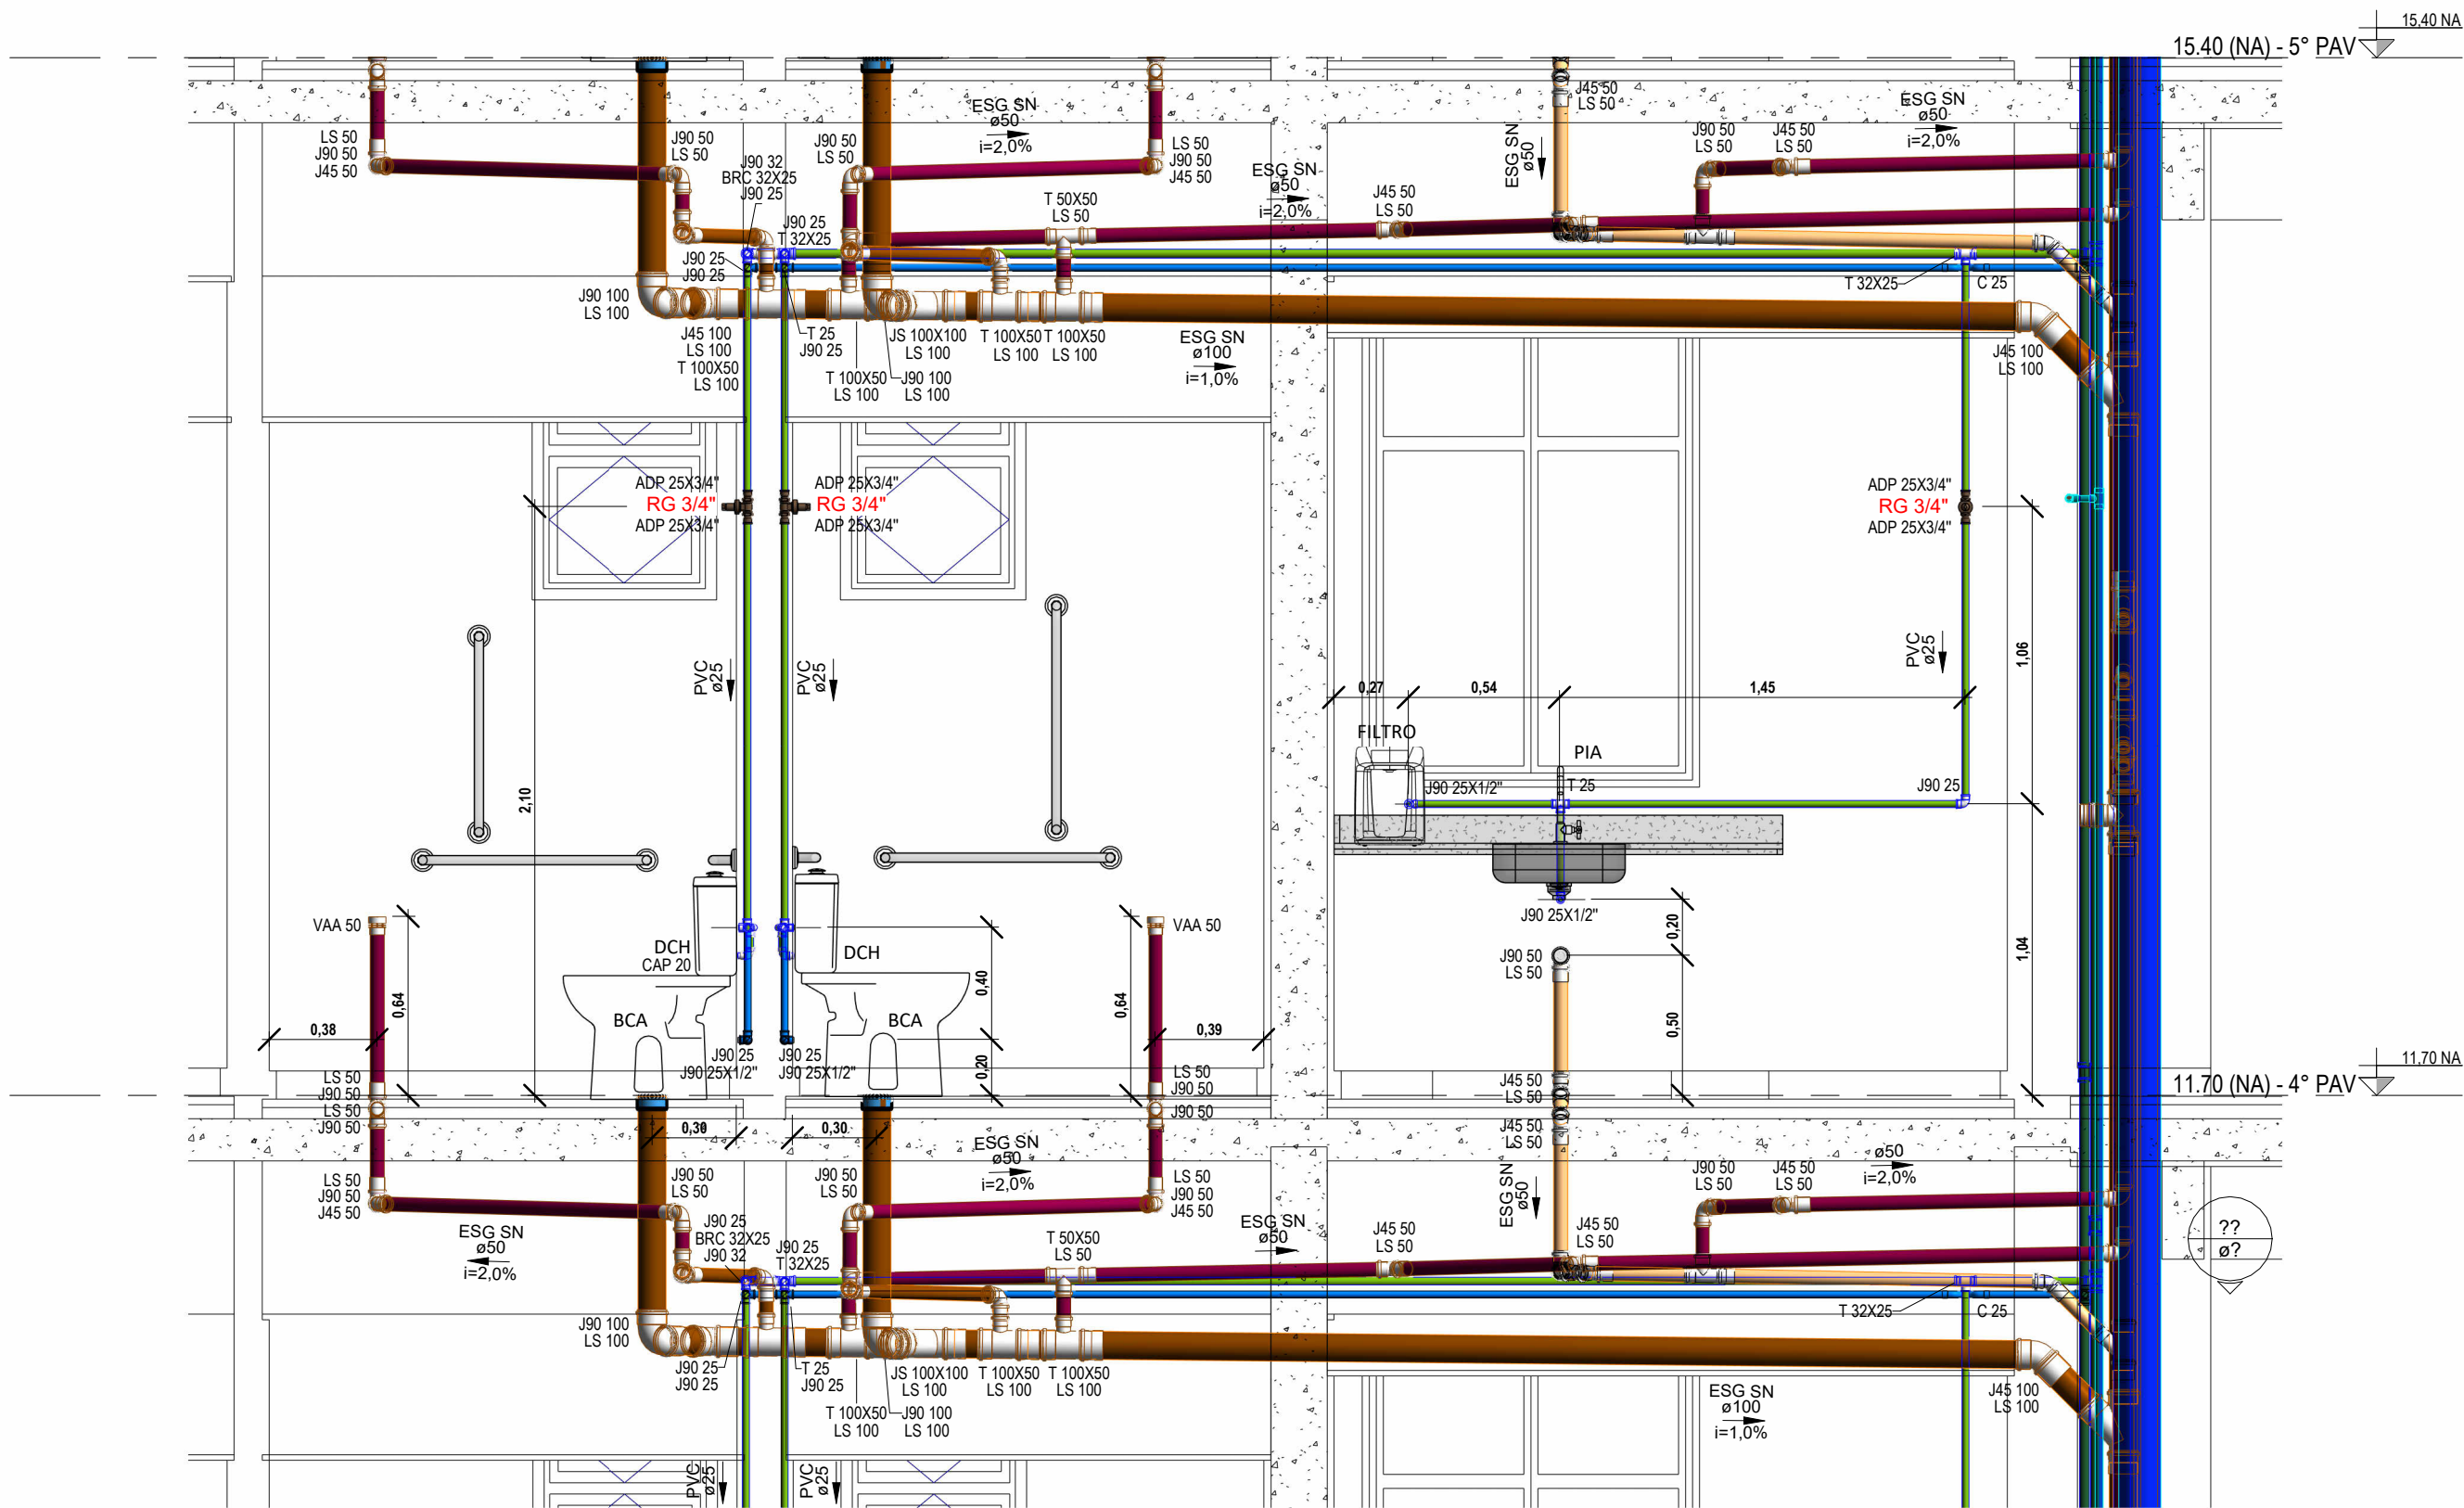 15,40 NA
15.40 (NA) - 5° PAV
LS 50
J90 50
J45 50
J90 50
LS 50
J90 32
BRC 32X25
J90 25
J90 25
T 32X25
J90 25
J90 25
J90 50
LS 50
ESG SN
ø50
i=2,0%
LS 50
J90 50
J45 50
ESG SN
ø50
i=2,0%
T 50X50
LS 50
J45 50
LS 50
ESG SN
ø50
J45 50
LS 50
J90 50
LS 50
J45 50
LS 50
ESG SN
ø50
i=2,0%
T 32X25
C 25
J90 100
LS 100
J45 100
LS 100
T 100X50
LS 100
T 25
J90 25
T 100X50
LS 100
J90 100
LS 100
JS 100X100
LS 100
T 100X50
LS 100
T 100X50
LS 100
ESG SN
ø100
i=1,0%
J45 100
LS 100
ADP 25X3/4"
RG 3/4"
ADP 25X3/4"
ADP 25X3/4"
RG 3/4"
ADP 25X3/4"
ADP 25X3/4"
RG 3/4"
ADP 25X3/4"
PVC
ø25
PVC
ø25
PVC
ø25
1,06
0,27
0,54
1,45
2,10
FILTRO
PIA
J90 25X1/2"
T 25
J90 25
J90 25X1/2"
0,20
1,04
VAA 50
0,64
0,38
DCH
CAP 20
DCH
BCA
BCA
0,40
0,20
VAA 50
0,64
0,39
J90 50
LS 50
0,50
J90 25
J90 25X1/2"
J90 25
J90 25X1/2"
LS 50
J90 50
LS 50
J90 50
LS 50
J90 50
J90 50
J45 50
LS 50
J45 50
LS 50
11,70 NA
11.70 (NA) - 4° PAV
0,30
0,30
ESG SN
ø50
i=2,0%
LS 50
J90 50
J45 50
J90 50
LS 50
J90 50
LS 50
LS 50
J90 50
J45 50
ESG SN
ø50
i=2,0%
J90 25
BRC 32X25
J90 32
J90 25
T 32X25
T 50X50
LS 50
ESG SN
ø50
J45 50
LS 50
ESG SN
ø50
J45 50
LS 50
J90 50
LS 50
J45 50
LS 50
ø50
i=2,0%
??
ø?
T 32X25
C 25
J90 100
LS 100
J90 25
J90 25
T 25
J90 25
T 100X50
LS 100
J90 100
LS 100
JS 100X100
LS 100
T 100X50
LS 100
T 100X50
LS 100
ESG SN
ø100
i=1,0%
J45 100
LS 100
PVC
ø25
PVC
ø25